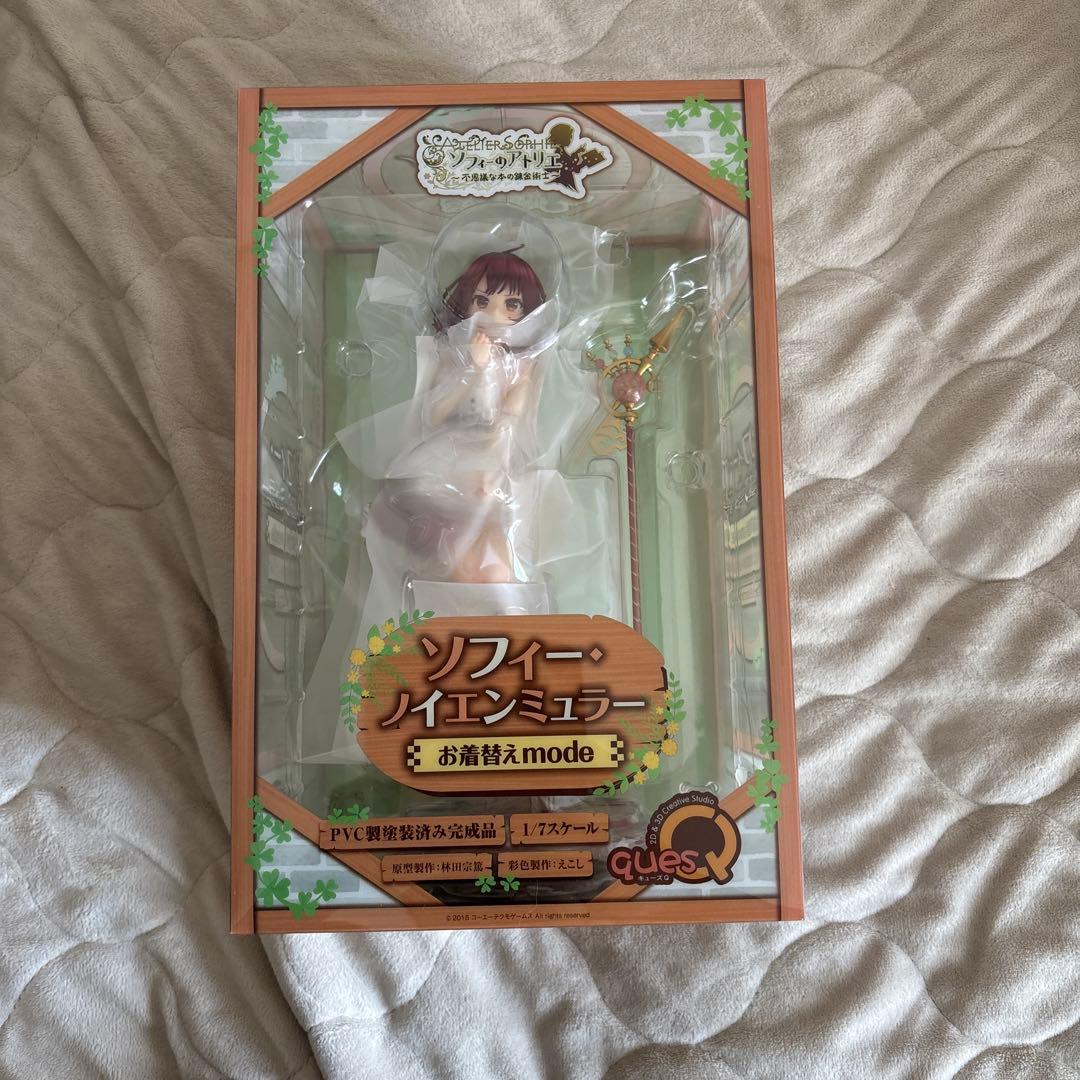 ATELIER SOPHIE
ソフィーのアトリエ
～不思議な本の錬金術士～
ソフィー・
ノイエンミュラー
お着替えmode
PVC製塗装済み完成品
1/7スケール
原型製作：林田宗篤
彩色製作：えこし
2D & 3D Creative Studio
quesQ
キューズQ
©2015 コーエーテクモゲームス All rights reserved